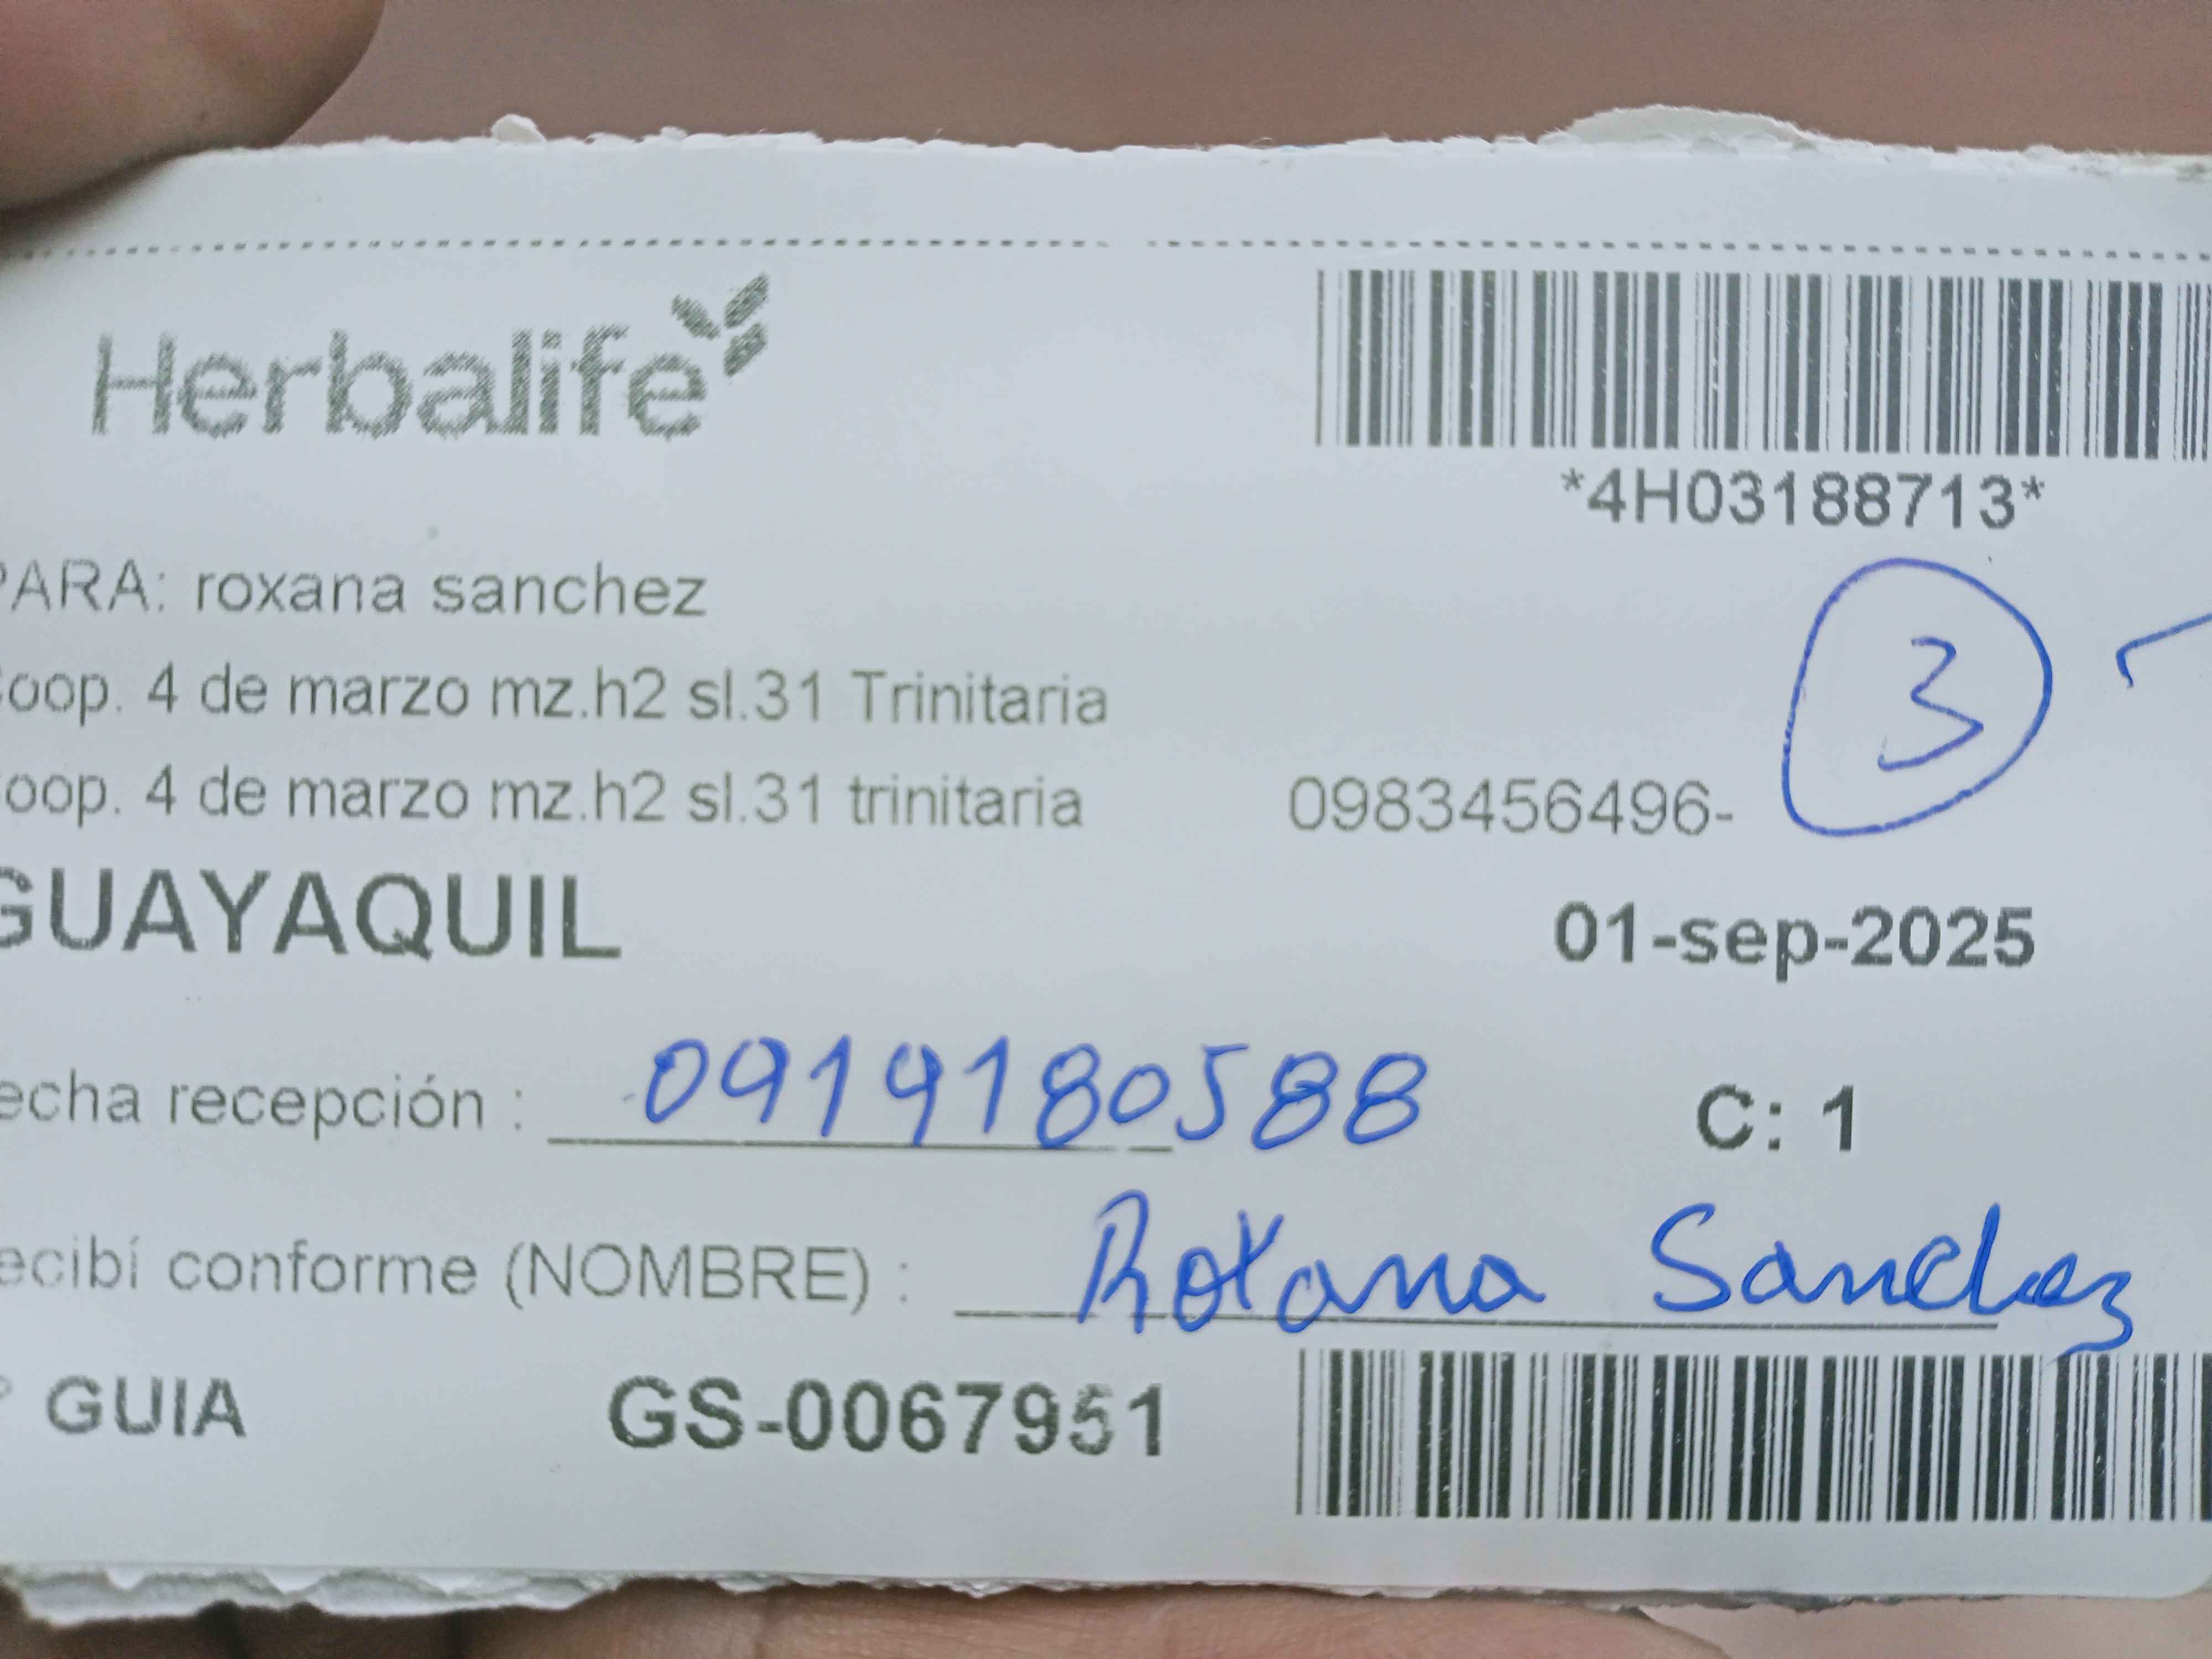 Herbalife
*4H03188713*
PARA: roxana sanchez
3
oop. 4 de marzo mz.h2 sl.31 Trinitaria
oop. 4 de marzo mz.h2 sl.31 trinitaria 0983456496-
GUAYAQUIL 01-sep-2025
echa recepción : 0919180588 C: 1
ecibí conforme (NOMBRE) : Roxana Sanchez
GUIA GS-0067951